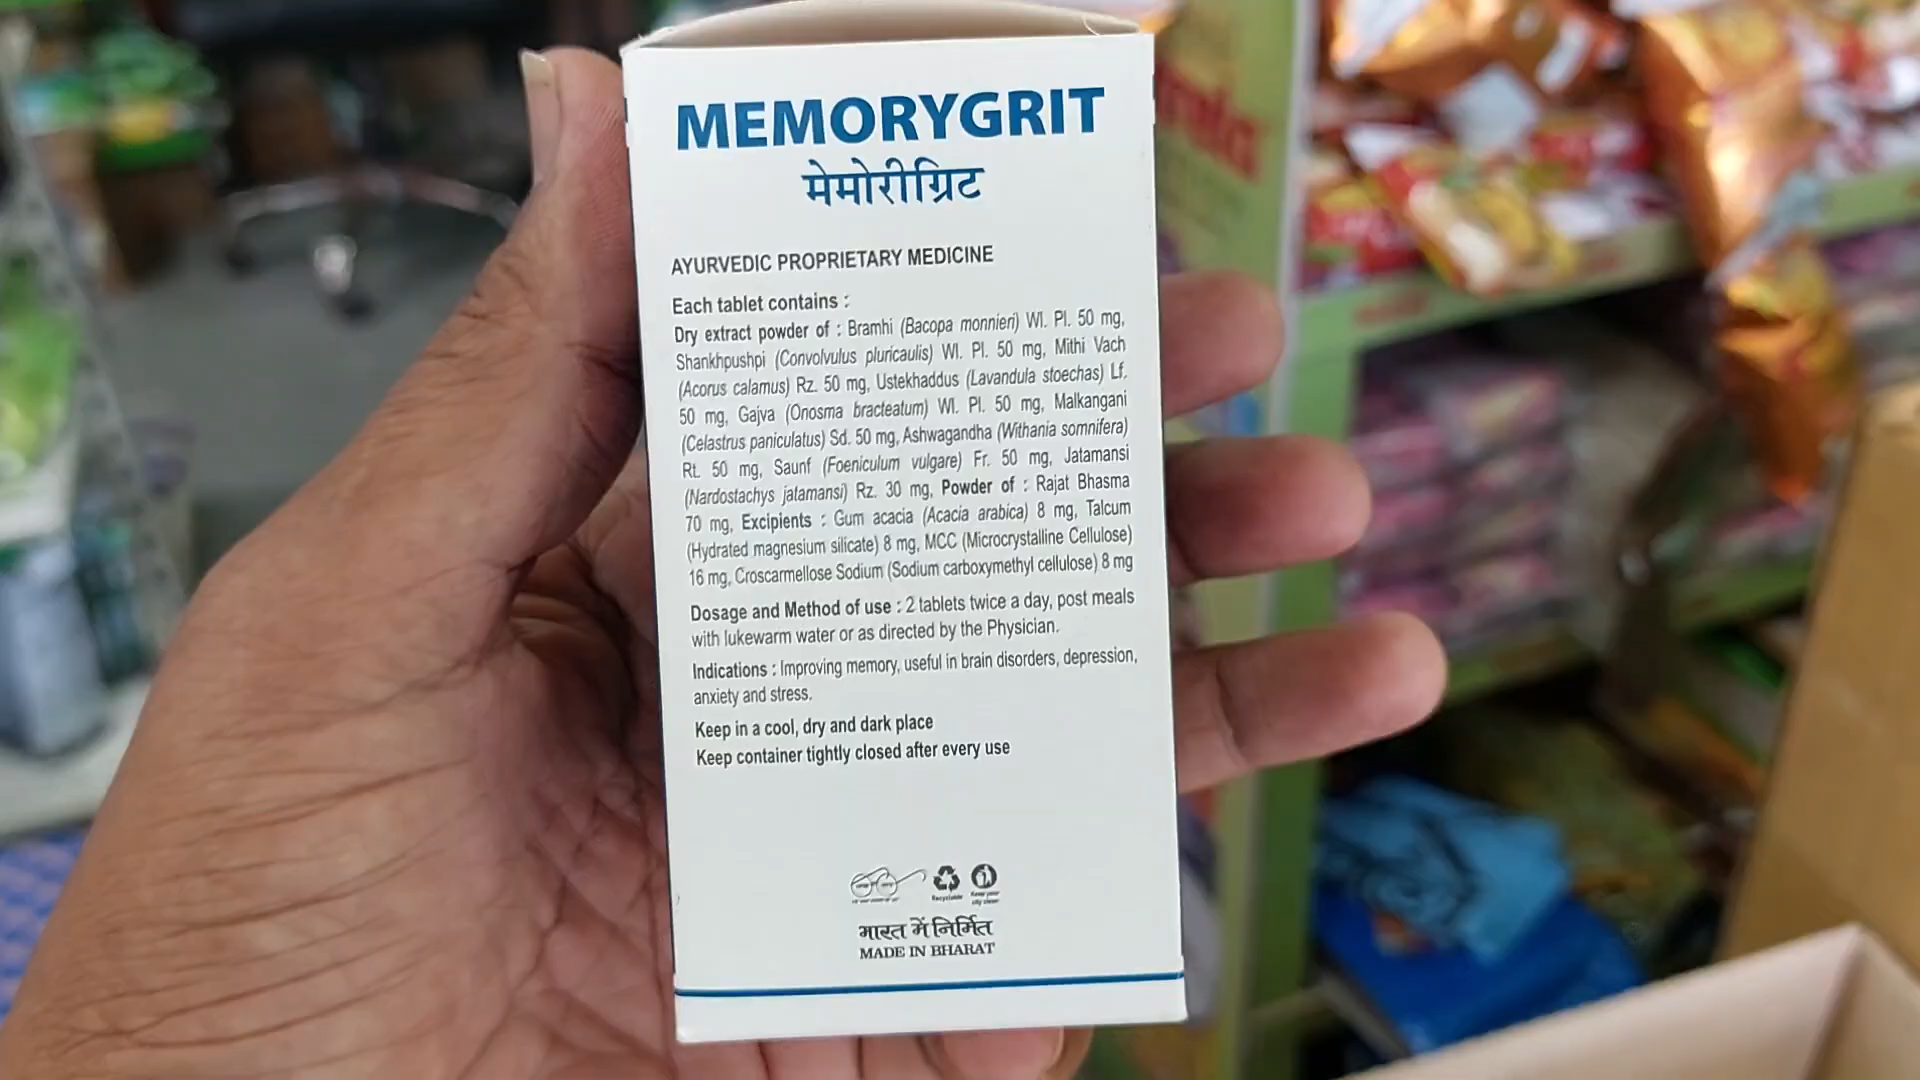 MEMORYGRIT
मेमोरीग्रिट
AYURVEDIC PROPRIETARY MEDICINE
Each tablet contains :
Dry extract powder of : Bramhi (Bacopa monnieri) Wl. Pl. 50 mg,
Shankhpushpi (Convolvulus pluricaulis) Wl. Pl. 50 mg, Mithi Vach
(Acorus calamus) Rz. 50 mg, Ustekhaddus (Lavandula stoechas) Lf.
50 mg, Gajva (Onosma bracteatum) Wl. Pl. 50 mg, Malkangani
(Celastrus paniculatus) Sd. 50 mg, Ashwagandha (Withania somnifera)
Rt. 50 mg, Saunf (Foeniculum vulgare) Fr. 50 mg, Jatamansi
(Nardostachys jatamansi) Rz. 30 mg, Powder of : Rajat Bhasma
70 mg, Excipients : Gum acacia (Acacia arabica) 8 mg, Talcum
(Hydrated magnesium silicate) 8 mg, MCC (Microcrystalline Cellulose)
16 mg, Croscarmellose Sodium (Sodium carboxymethyl cellulose) 8 mg
Dosage and Method of use : 2 tablets twice a day, post meals
with lukewarm water or as directed by the Physician.
Indications : Improving memory, useful in brain disorders, depression,
anxiety and stress.
Keep in a cool, dry and dark place
Keep container tightly closed after every use
Recyclable
Keep your
city clean
भारत में निर्मित
MADE IN BHARAT